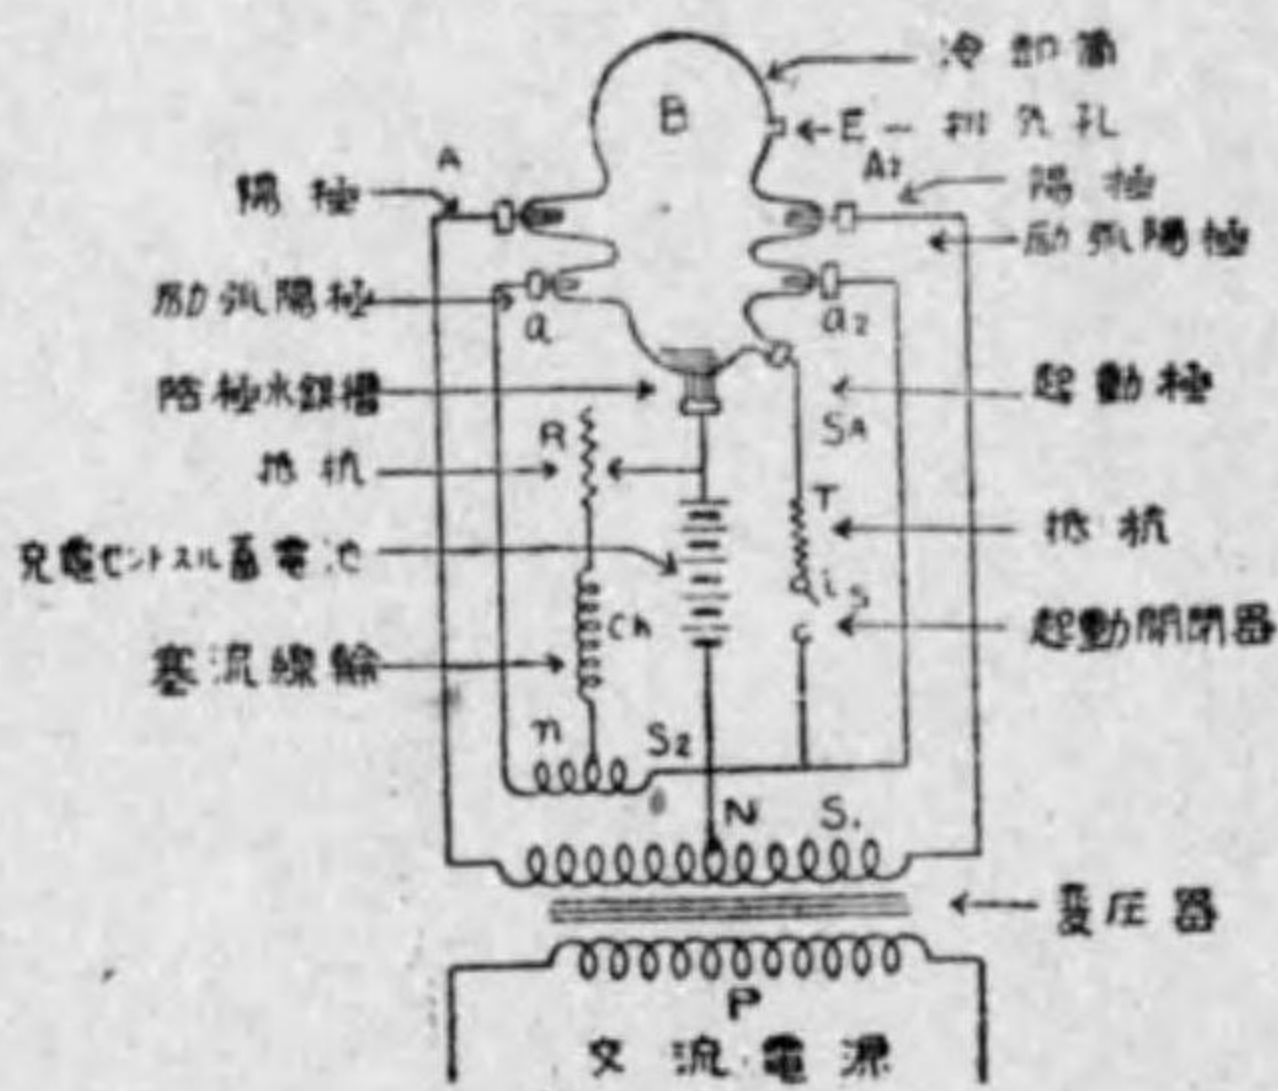 冷却筒
B
E 排気孔
A
A2
陽極
陽極
励弧陽極
励弧陽極
a
a2
陰極水銀槽
起動極
R
SA
抵抗
T
抵抗
充電セントスル蓄電池
is
Ch
起動開閉器
塞流線輪
n
S2
N
S.
変圧器
P
交流電源